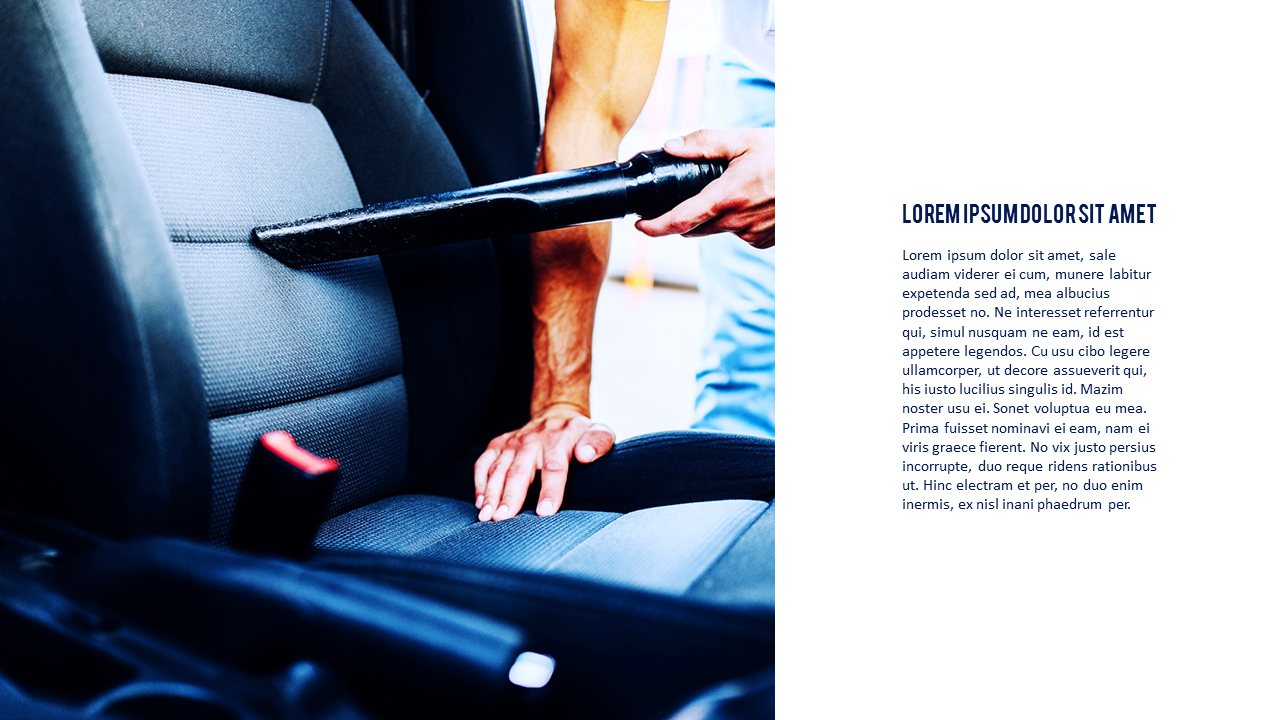 LOREM IPSUM DOLOR SIT AMET
Lorem ipsum dolor sit amet, sale
audiam viderer ei cum, munere labitur
expetenda sed ad, mea albucius
prodesset no. Ne interesset referrentur
qui, simul nusquam ne eam, id est
appetere legendos. Cu usu cibo legere
ullamcorper, ut decore assueverit qui,
his iusto lucilius singulis id. Mazim
noster usu ei. Sonet voluptua eu mea.
Prima fuisset nominavi ei eam, nam ei
viris graece fierent. No vix justo persius
incorrupte, duo reque ridens rationibus
ut. Hinc electram et per, no duo enim
inermis, ex nisl inani phaedrum per.